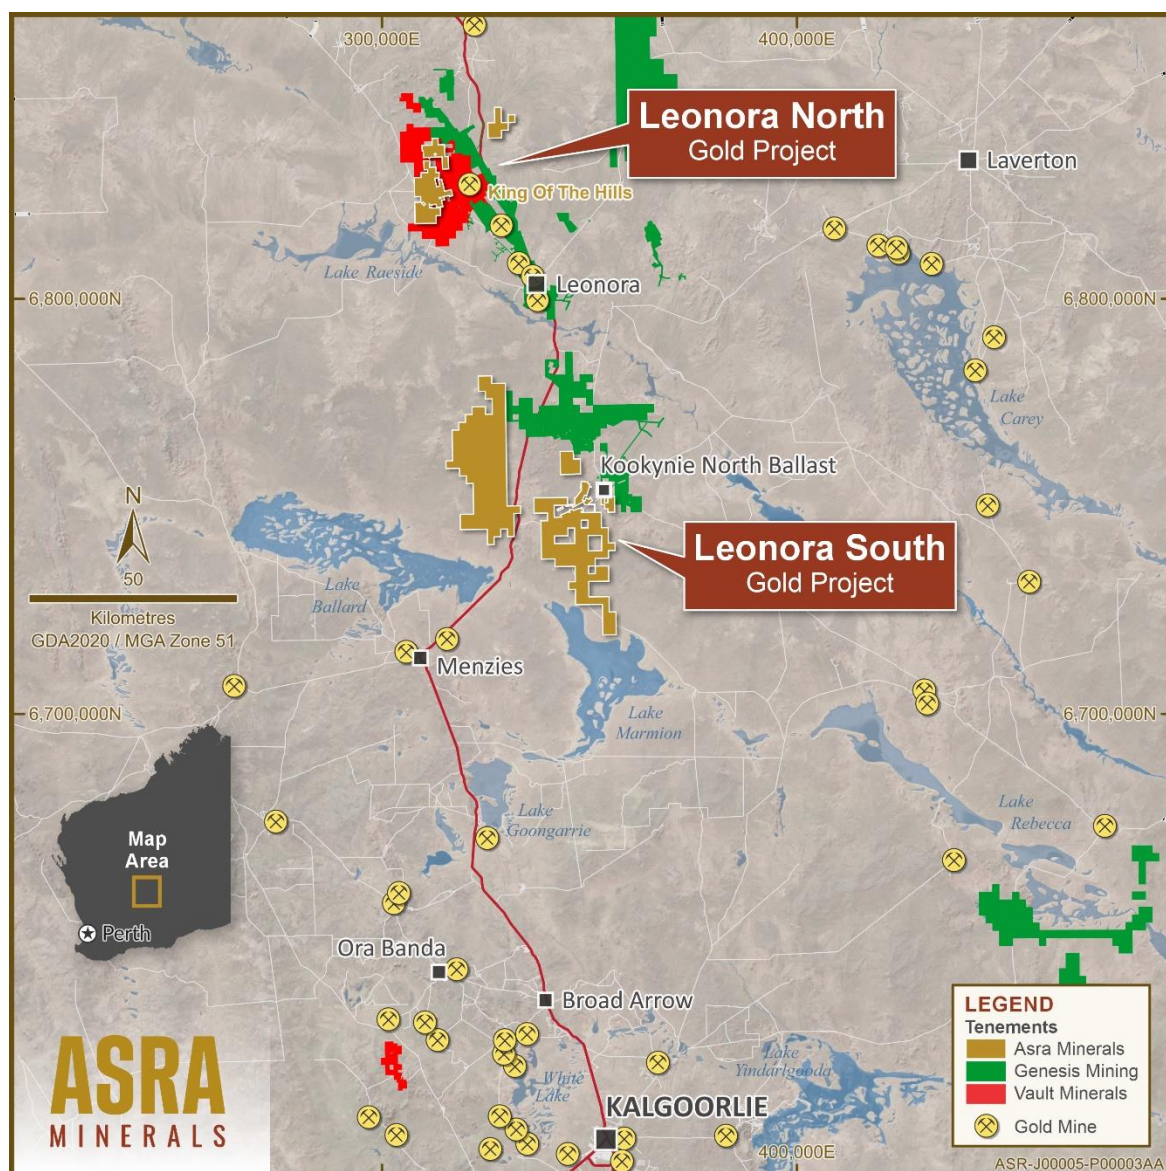 300,000E
400,000E
Leonora North
Gold Project
Laverton
King Of The Hills
Lake Raeside
Leonora
6,800,000N
6,800,000N
Lake
Carey
Kookynie North Ballast
N
50
Kilometres
GDA2020 / MGA Zone 51
Leonora South
Gold Project
Lake
Ballard
Menzies
6,700,000N
6,700,000N
Lake
Marmion
Lake
Goongarrie
Lake
Rebecca
Map
Area
Perth
Ora Banda
Broad Arrow
LEGEND
Tenements
Asra Minerals
Genesis Mining
Vault Minerals
Gold Mine
Lake
Yindarlgooda
White
Lake
KALGOORLIE
ASRA
MINERALS
400,000E
ASR-J00005-P00003AA